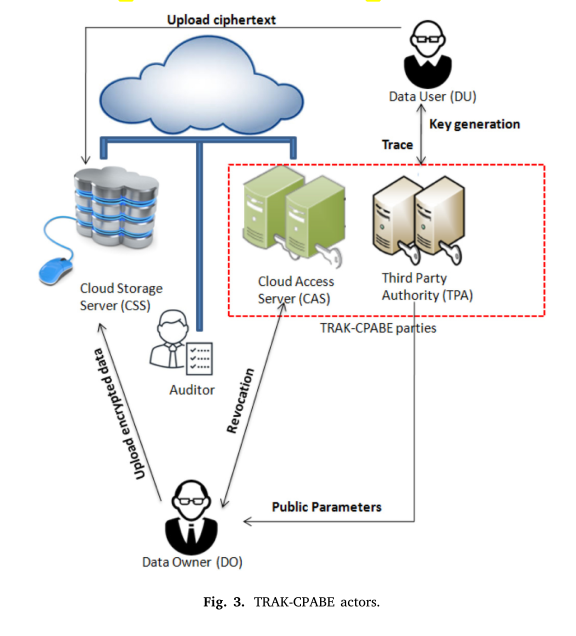 Upload ciphertext
Data User (DU)
Key generation
Trace
Cloud Storage
Server (CSS)
Cloud Access
Server (CAS)
Third Party
Authority (TPA)
TRAK-CPABE parties
Auditor
Upload encrypted data
Revocation
Public Parameters
Data Owner (DO)
Fig. 3. TRAK-CPABE actors.